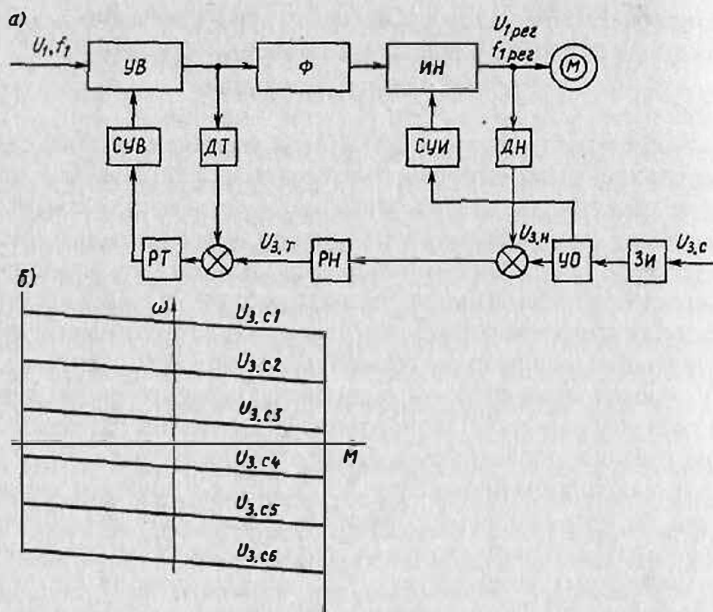 а)
U₁, f₁
УВ
Ф
ИН
U₁рег
f₁рег
М
СУВ
ДТ
СУИ
ДН
РТ
U₃.т
РН
U₃.н
УО
ЗИ
U₃.с
б)
ω
U₃.с1
U₃.с2
U₃.с3
М
U₃.с4
U₃.с5
U₃.с6